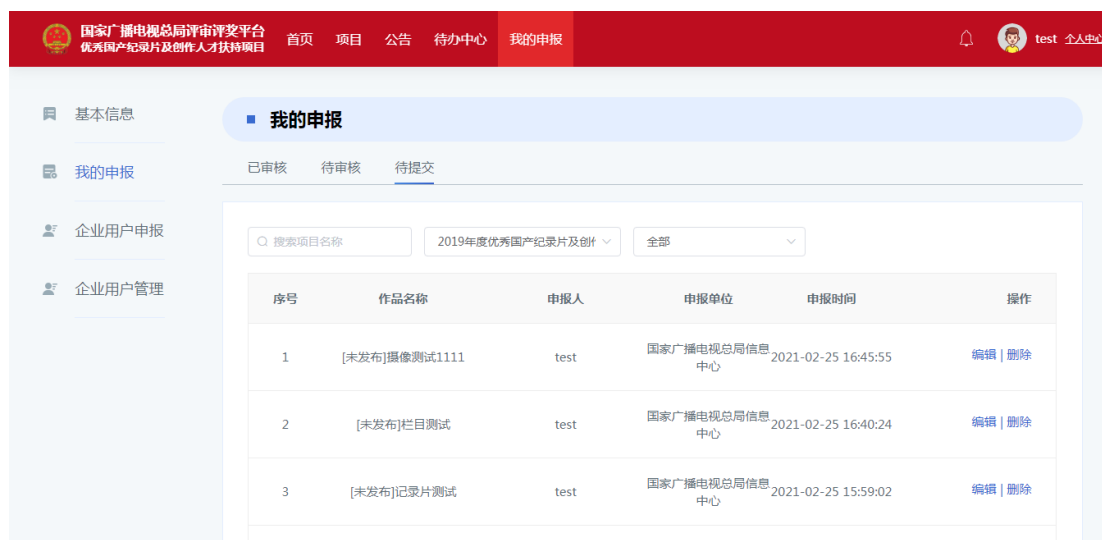 国家广播电视总局评审评奖平台
优秀国产纪录片及创作人才扶持项目
首页 项目 公告 待办中心 我的申报
test 个人中心
基本信息
我的申报
企业用户申报
企业用户管理
我的申报
已审核 待审核 待提交
搜索项目名称 2019年度优秀国产纪录片及创作 全部
序号 作品名称 申报人 申报单位 申报时间 操作
1 [未发布]摄像测试1111 test 国家广播电视总局信息 2021-02-25 16:45:55 编辑 | 删除
中心
2 [未发布]栏目测试 test 国家广播电视总局信息 2021-02-25 16:40:24 编辑 | 删除
中心
3 [未发布]记录片测试 test 国家广播电视总局信息 2021-02-25 15:59:02 编辑 | 删除
中心